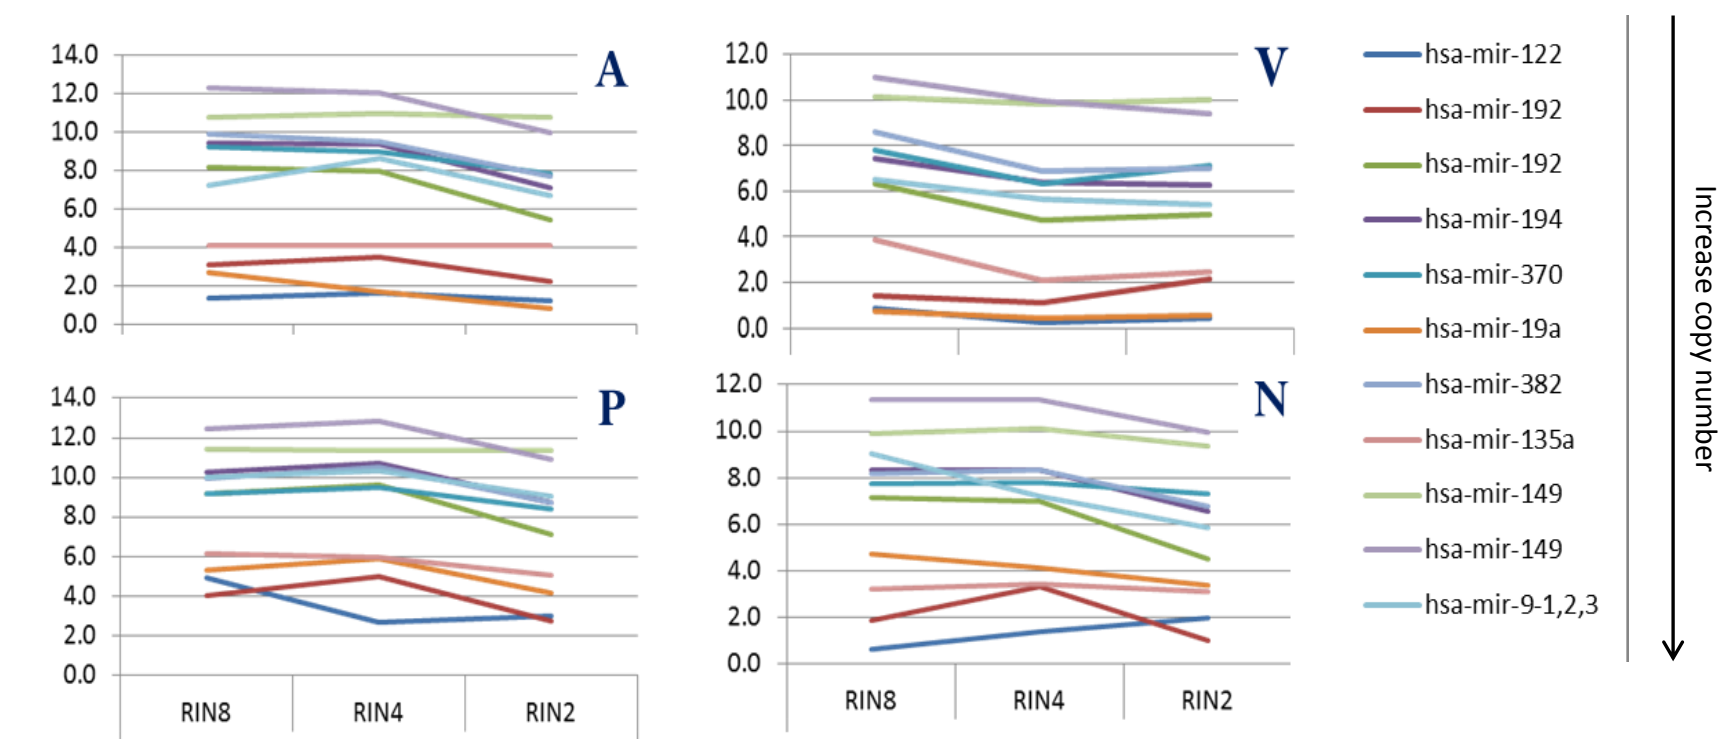 A
14.0
12.0
10.0
8.0
6.0
4.0
2.0
0.0
V
12.0
10.0
8.0
6.0
4.0
2.0
0.0
P
14.0
12.0
10.0
8.0
6.0
4.0
2.0
0.0
RIN8 RIN4 RIN2
N
12.0
10.0
8.0
6.0
4.0
2.0
0.0
RIN8 RIN4 RIN2
hsa-mir-122
hsa-mir-192
hsa-mir-192
hsa-mir-194
hsa-mir-370
hsa-mir-19a
hsa-mir-382
hsa-mir-135a
hsa-mir-149
hsa-mir-149
hsa-mir-9-1,2,3
Increase copy number